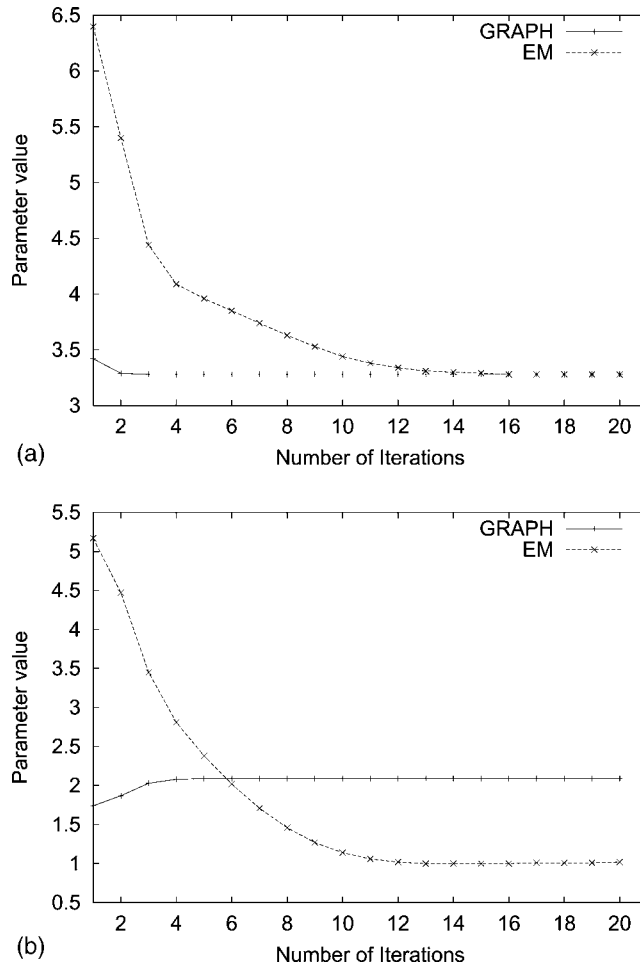 6.5
GRAPH
6
EM
5.5
5
4.5
4
3.5
3
2 4 6 8 10 12 14 16 18 20
Parameter value
Number of Iterations
(a)
5.5
GRAPH
5
EM
4.5
4
3.5
3
2.5
2
1.5
1
0.5
2 4 6 8 10 12 14 16 18 20
Parameter value
Number of Iterations
(b)